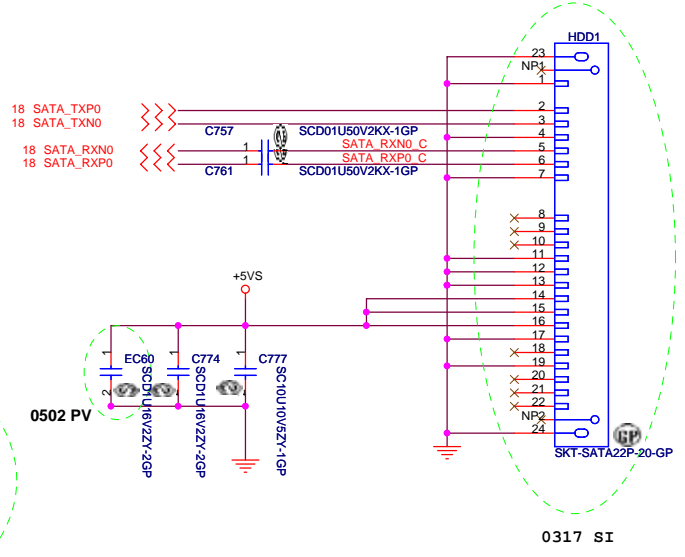 HDD1
23
NP1
1
18 SATA_TXP0
2
18 SATA_TXN0
3
C757
SCD01U50V2KX-1GP
4
18 SATA_RXN0
1
SATA_RXN0_C
5
18 SATA_RXP0
1
SATA_RXP0_C
6
C761
SCD01U50V2KX-1GP
7
8
9
10
11
12
13
14
15
16
17
18
19
20
21
22
NP2
24
+5VS
1
EC60
2
SCD1U16V2ZY-2GP
1
C774
SCD1U16V2ZY-2GP
1
C777
SC10U10V5ZY-1GP
0502 PV
GP
SKT-SATA22P-20-GP
0317 SI